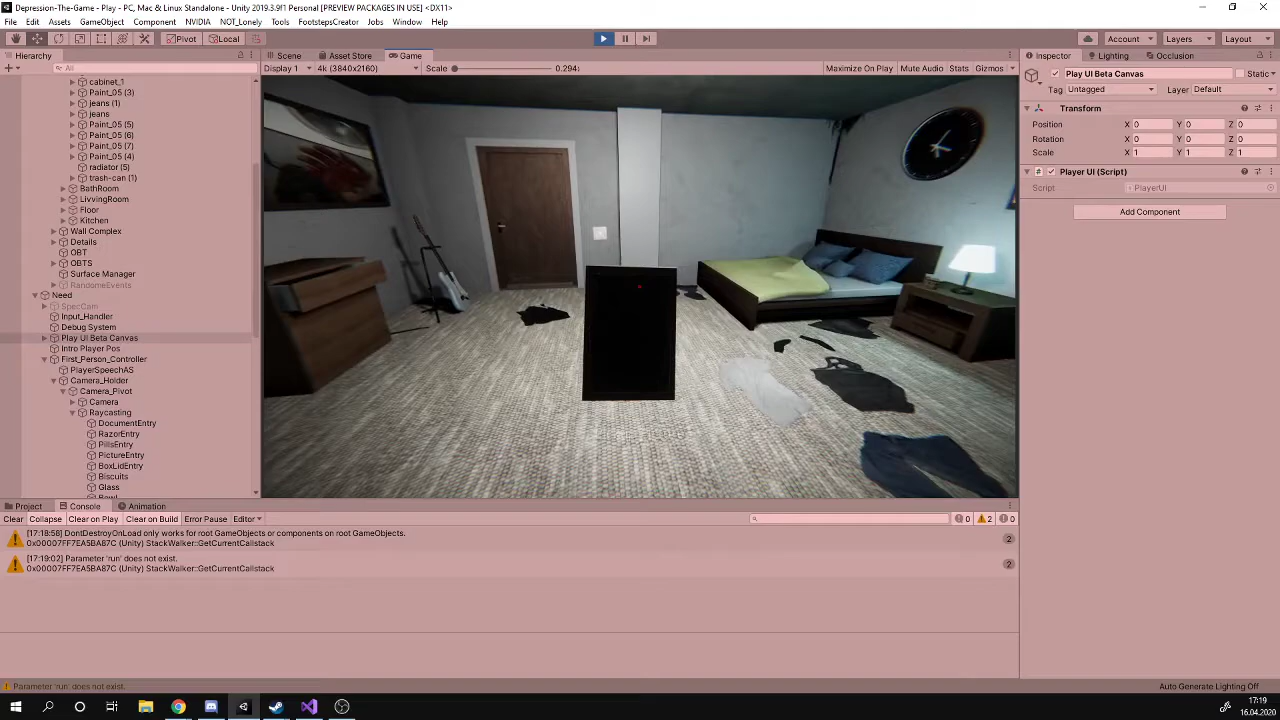 Depression-The-Game - Play - PC, Mac & Linux Standalone - Unity 2019.3.9f1 Personal [PREVIEW PACKAGES IN USE] <DX11>
File Edit Assets GameObject Component NVIDIA NOT_Lonely Tools FootstepsCreator Jobs Window Help
Pivot Local Account Layers Layout
Hierarchy Scene Asset Store Game Inspector Lighting Occlusion
All Display 1 4k (3840x2160) Scale 0.294: Maximize On Play Mute Audio Stats Gizmos
Play UI Beta Canvas Static
Tag Untagged Layer Default
Transform
Position X 0 Y 0 Z 0
Rotation X 0 Y 0 Z 0
Scale X 1 Y 1 Z 1
Player UI (Script)
Script PlayerUI
Add Component
cabinet_1
Paint_05 (3)
jeans (1)
jeans
Paint_05 (5)
Paint_05 (6)
Paint_05 (7)
Paint_05 (4)
radiator (5)
trash-can (1)
BathRoom
LivvingRoom
Floor
Kitchen
Wall Complex
Details
OBT
OBTS
Surface Manager
RandomeEvents
Need
SpecCam
Input_Handler
Debug System
Play UI Beta Canvas
Intro Player Pos
First_Person_Controller
PlayerSpeechAS
Camera_Holder
Camera_Pivot
Camera
Raycasting
DocumentEntry
RazorEntry
PillsEntry
PictureEntry
BoxLidEntry
Biscuits
Glass
Project Console Animation
Clear Collapse Clear on Play Clear on Build Error Pause Editor 0 2 0
[17:18:58] DontDestroyOnLoad only works for root GameObjects or components on root GameObjects.
0x00007FF7EA5BA87C (Unity) StackWalker::GetCurrentCallstack 2
[17:19:02] Parameter 'run' does not exist.
0x00007FF7EA5BA87C (Unity) StackWalker::GetCurrentCallstack 2
Parameter 'run' does not exist. Auto Generate Lighting Off
17:19
16.04.2020